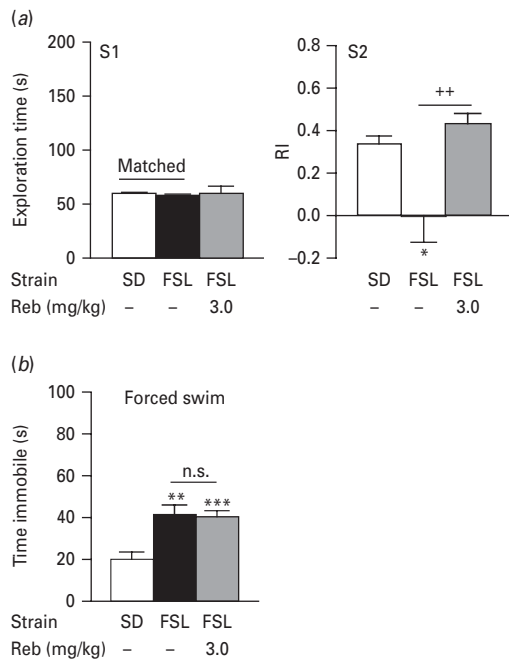 (a)
S1
Exploration time (s)
200
150
100
50
0
Matched
Strain SD FSL FSL
Reb (mg/kg) – – 3.0
S2
RI
0.8
0.6
0.4
0.2
0.0
–0.2
++
*
SD FSL FSL
– – 3.0
(b)
Forced swim
Time immobile (s)
100
80
60
40
20
0
n.s.
** ***
Strain SD FSL FSL
Reb (mg/kg) – – 3.0